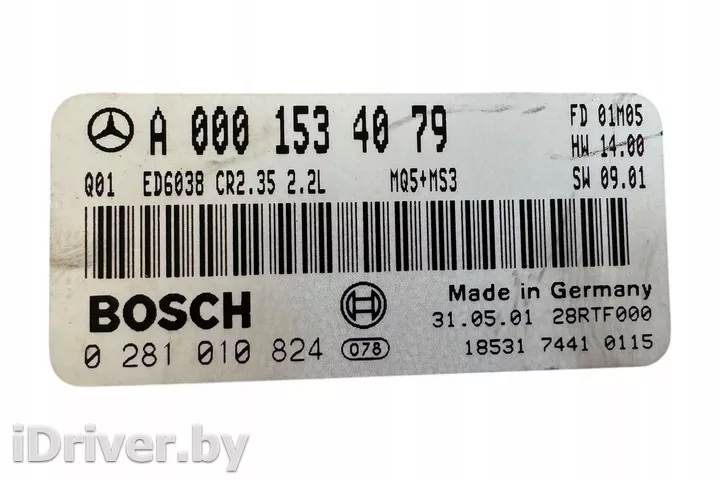 A 000 153 40 79
FD 01M05
HW 14.00
Q01 ED6038 CR2.35 2.2L MQ5+MS3 SW 09.01
BOSCH
Made in Germany
31.05.01 28RTF000
0 281 010 824 078
18531 7441 0115
iDriver.by